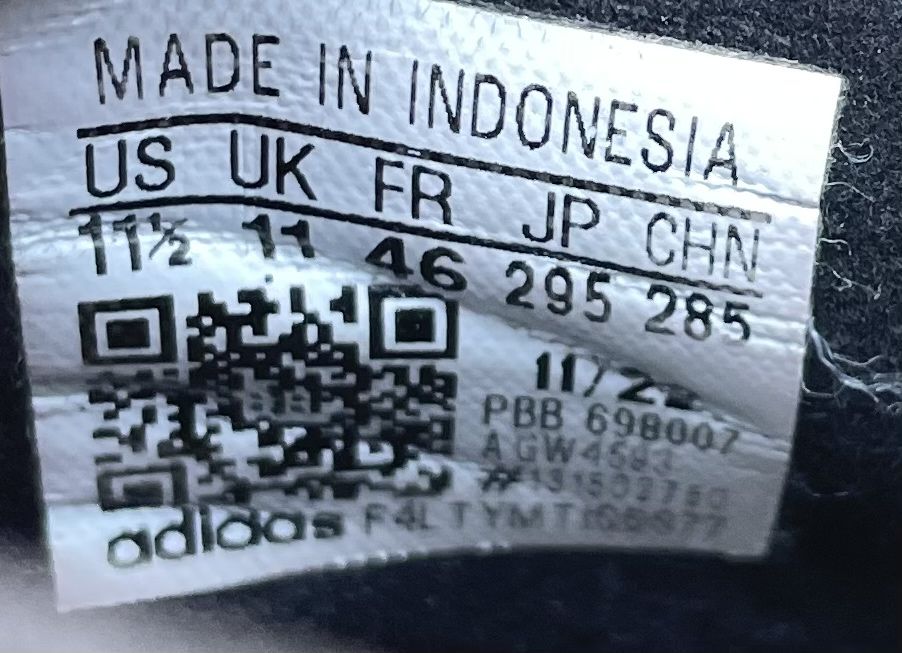 MADE IN INDONESIA
US UK FR JP CHN
11½ 11 46 295 285
PBB 698007
adidas